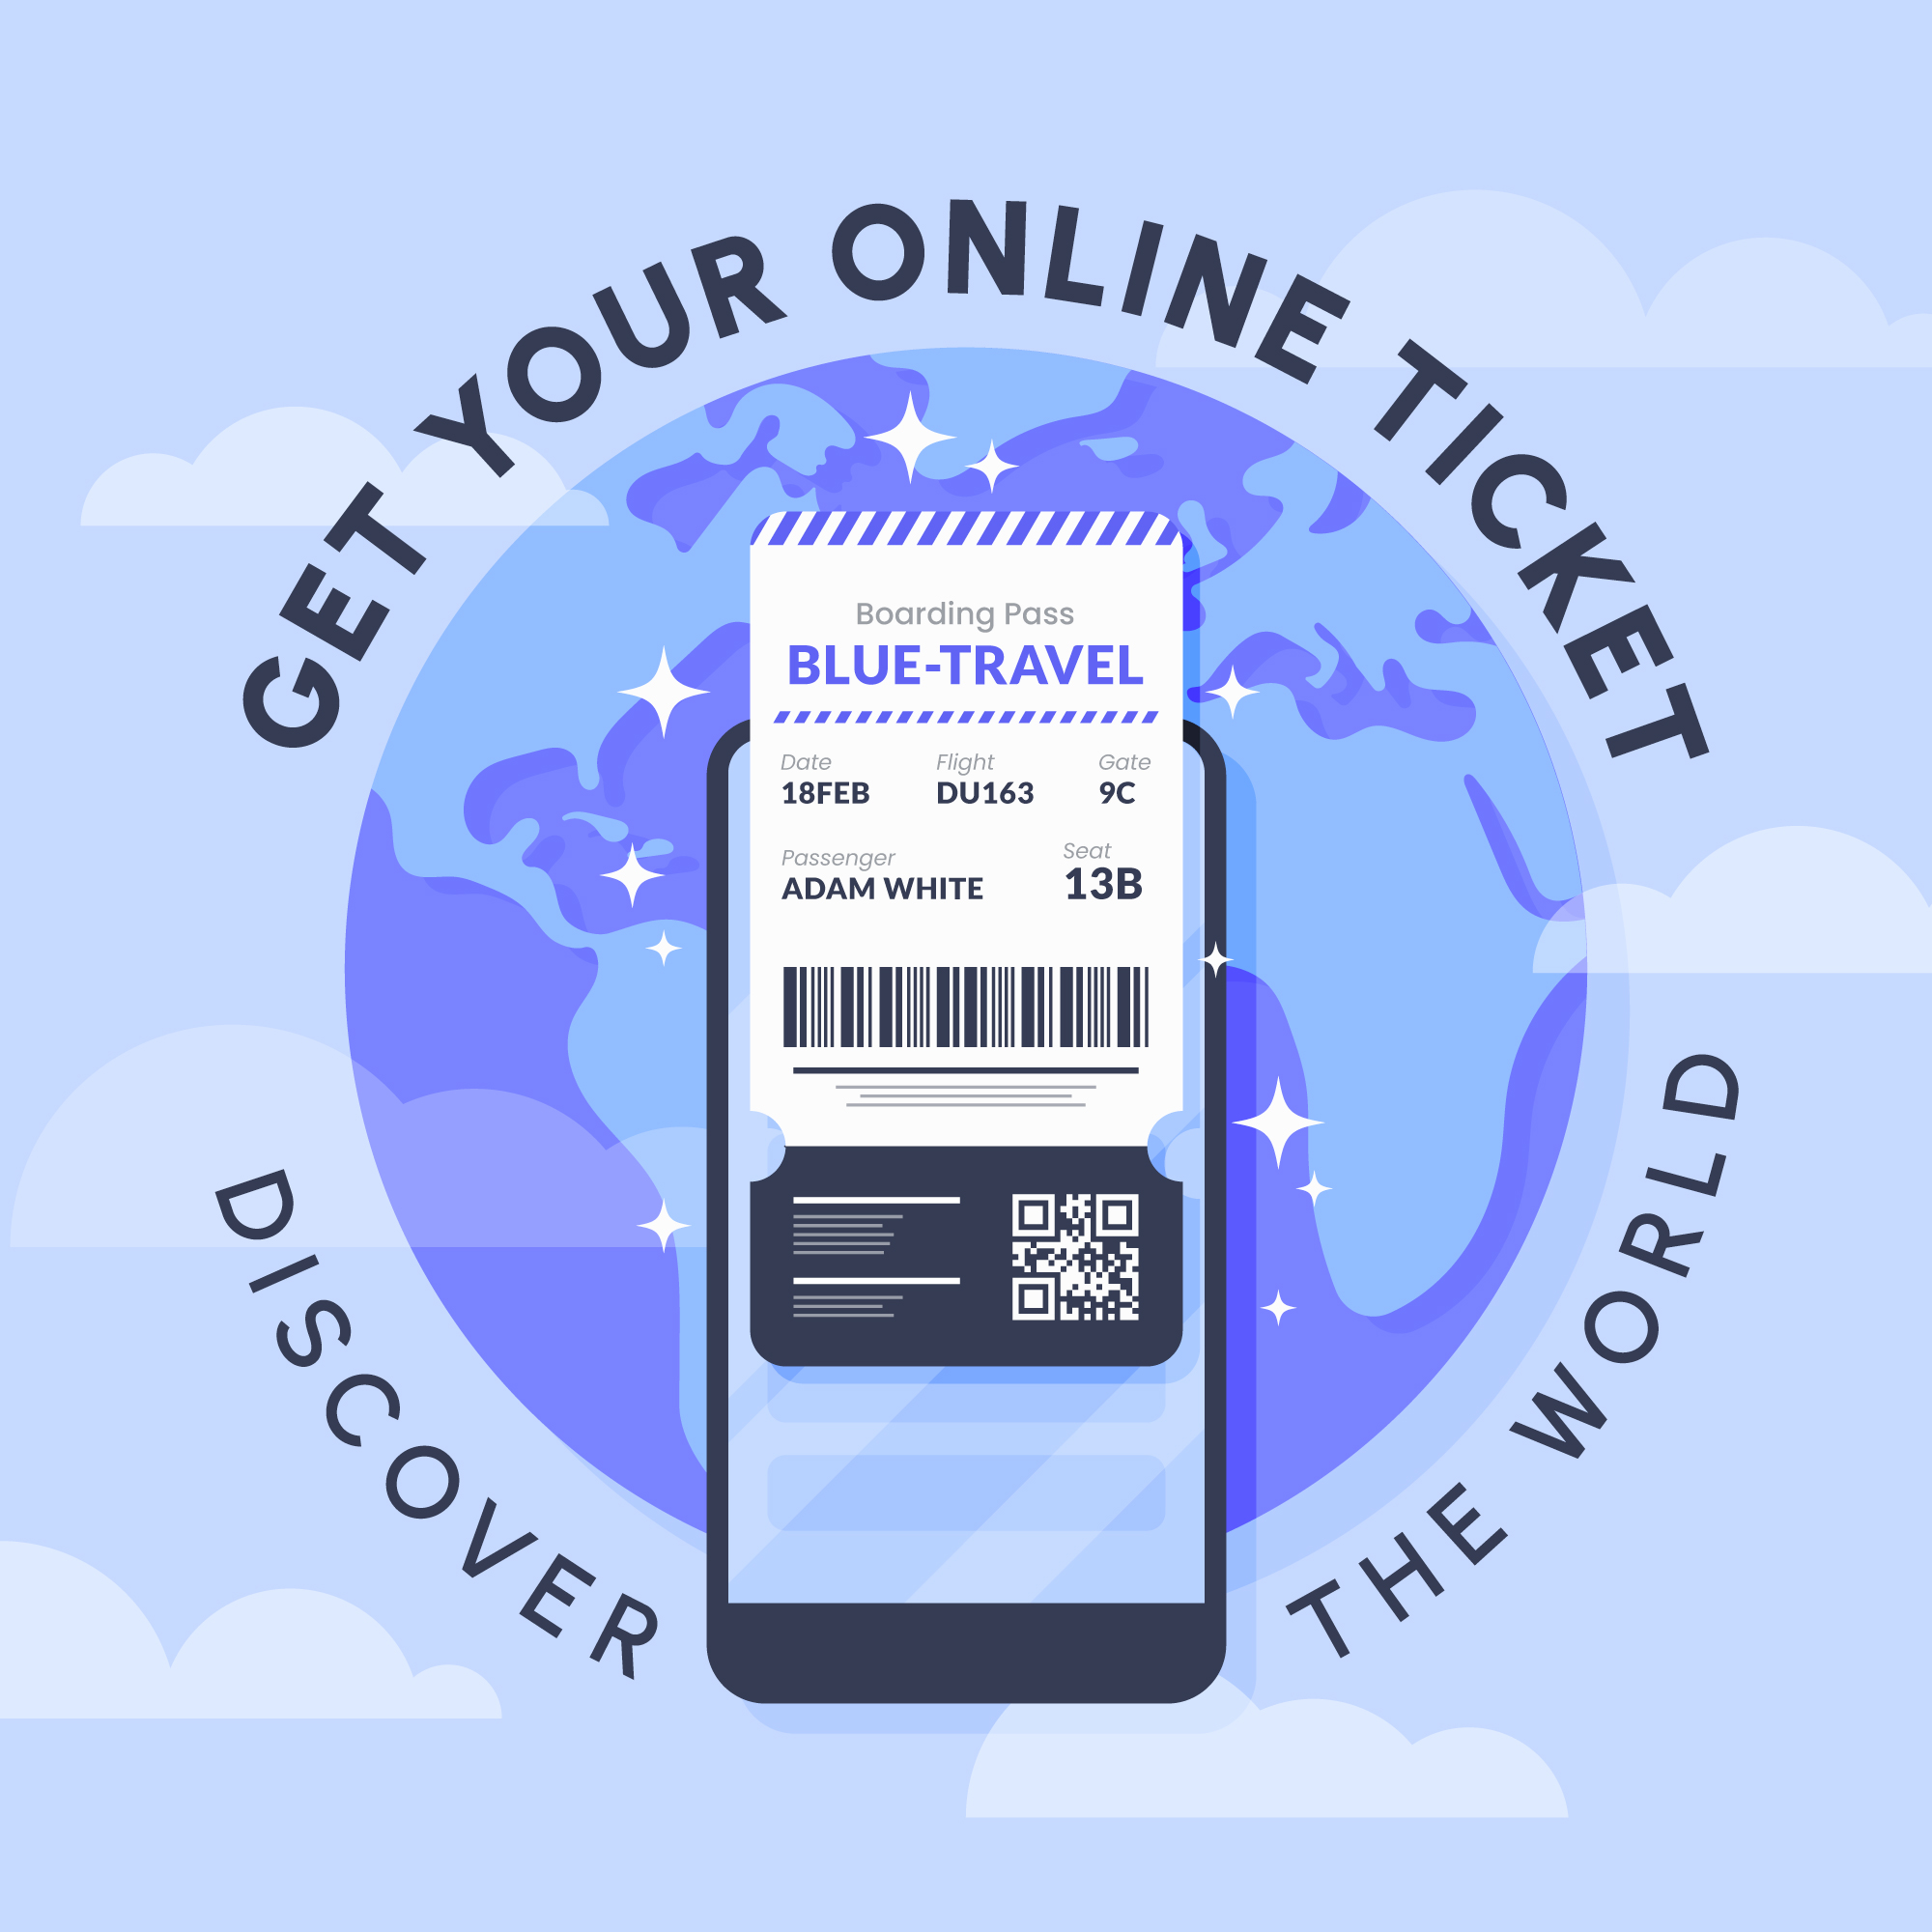 GET YOUR ONLINE TICKET
Boarding Pass
BLUE-TRAVEL
Date Flight Gate
18FEB DU163 9C
Passenger Seat
ADAM WHITE 13B
DISCOVER THE WORLD